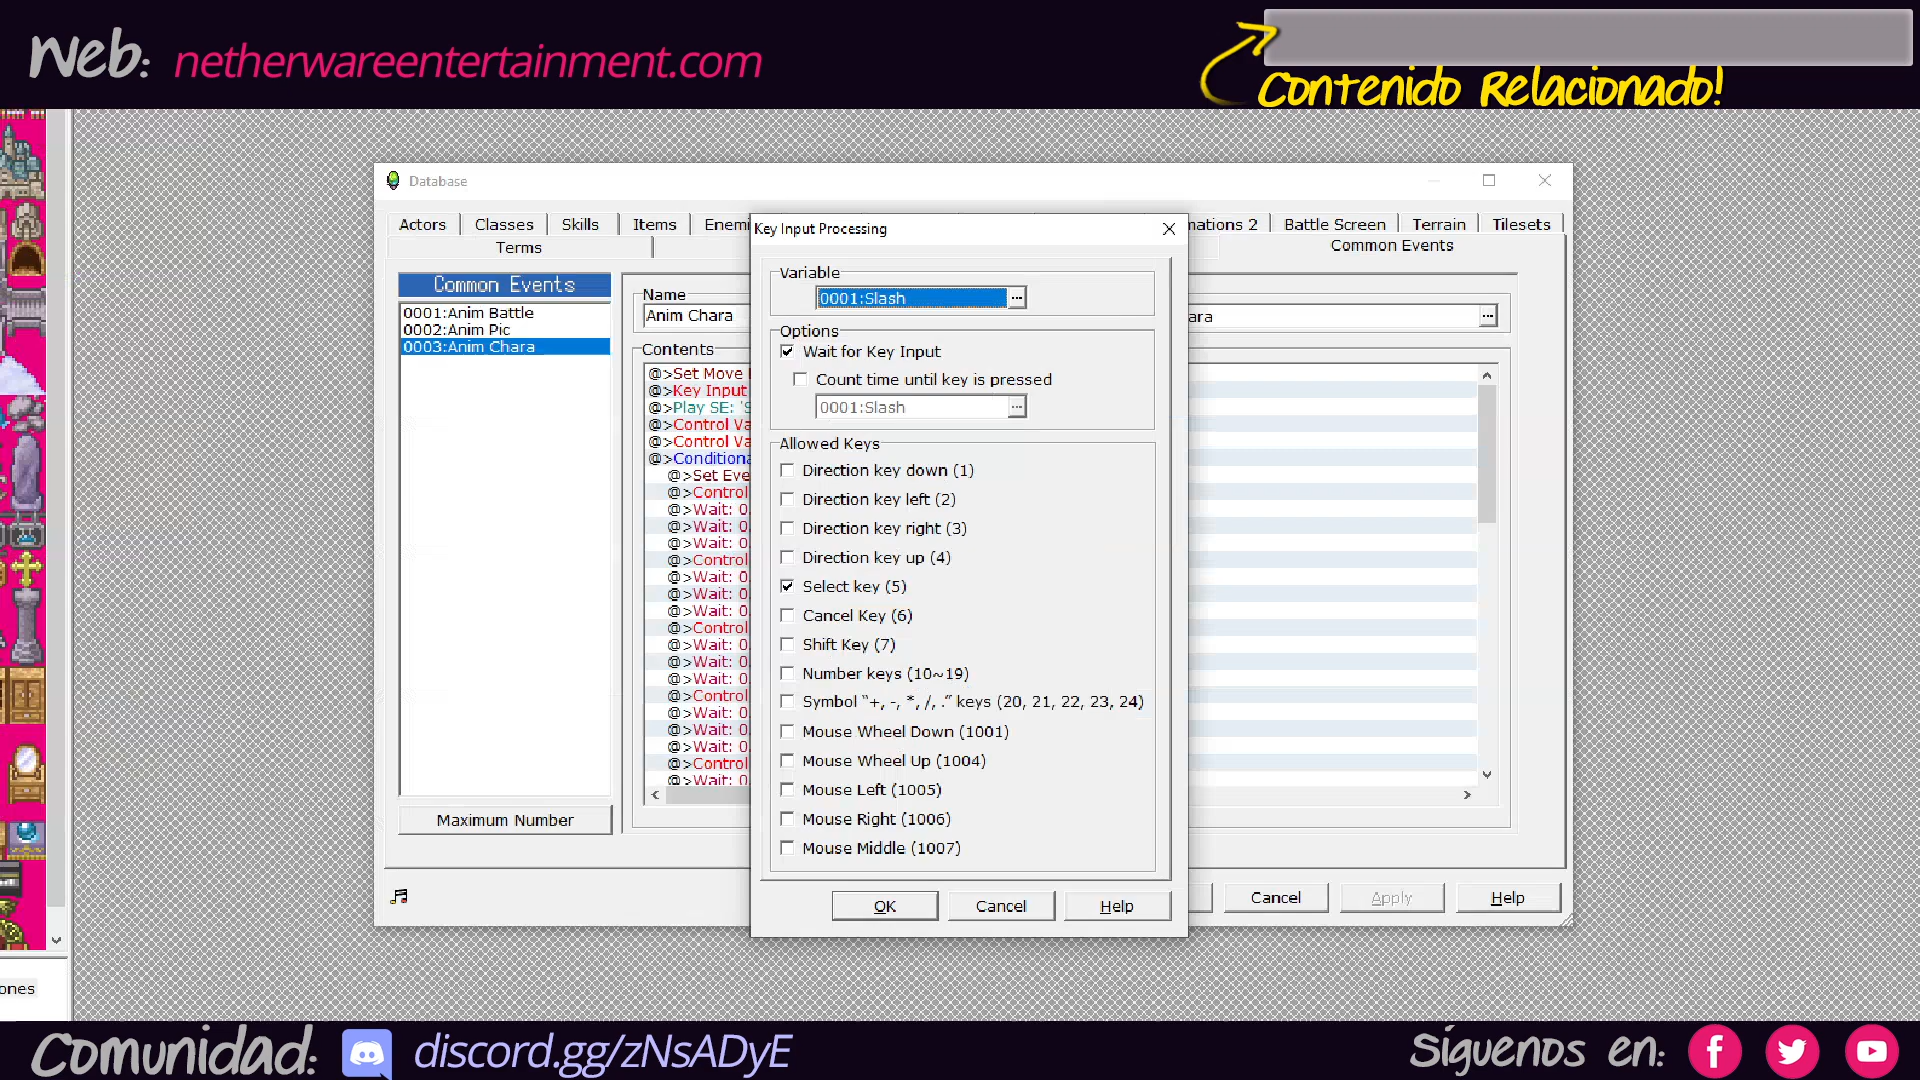 Web: netherwareentertainment.com
Contenido Relacionado!
Database
Actors Classes Skills Items Enemi mations 2 Battle Screen Terrain Tilesets
Terms Common Events
Key Input Processing
Common Events
0001:Anim Battle
0002:Anim Pic
0003:Anim Chara
Maximum Number
Name
Anim Chara
ara
Contents
@>Set Move
@>Key Input
@>Play SE: 'S
@>Control Va
@>Control Va
@>Conditiona
@>Set Eve
@>Control
@>Wait: 0.
@>Wait: 0.
@>Wait: 0.
@>Control
@>Wait: 0.
@>Wait: 0.
@>Wait: 0.
@>Control
@>Wait: 0.
@>Wait: 0.
@>Wait: 0.
@>Control
@>Wait: 0.
@>Wait: 0.
@>Wait: 0.
@>Control
@>Wait: 0.
Variable
0001:Slash ...
Options
Wait for Key Input
Count time until key is pressed
0001:Slash ...
Allowed Keys
Direction key down (1)
Direction key left (2)
Direction key right (3)
Direction key up (4)
Select key (5)
Cancel Key (6)
Shift Key (7)
Number keys (10~19)
Symbol “+, -, *, /, .” keys (20, 21, 22, 23, 24)
Mouse Wheel Down (1001)
Mouse Wheel Up (1004)
Mouse Left (1005)
Mouse Right (1006)
Mouse Middle (1007)
OK Cancel Help
Cancel Apply Help
ones
Comunidad: discord.gg/zNsADyE
Síguenos en: